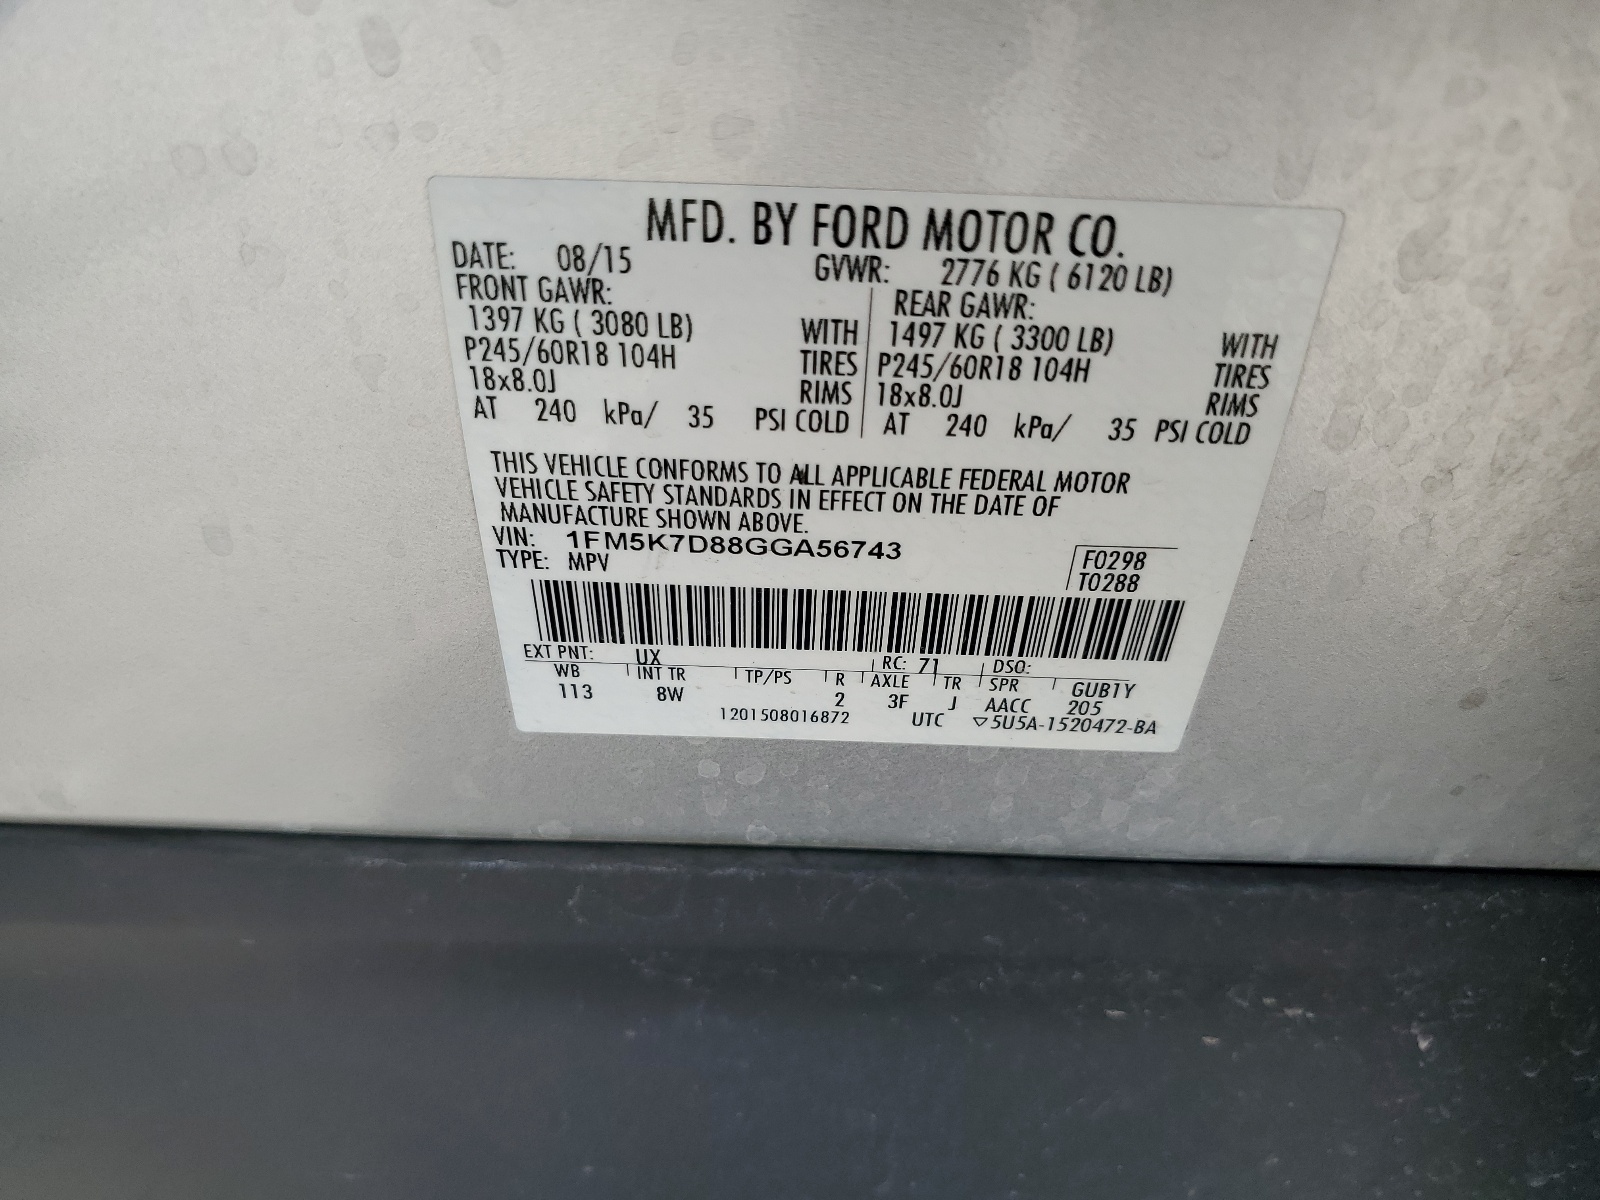 MFD. BY FORD MOTOR CO.
DATE: 08/15 GVWR: 2776 KG ( 6120 LB)
FRONT GAWR: REAR GAWR:
1397 KG ( 3080 LB) WITH 1497 KG ( 3300 LB) WITH
P245/60R18 104H TIRES P245/60R18 104H TIRES
18x8.0J RIMS 18x8.0J RIMS
AT 240 kPa/ 35 PSI COLD AT 240 kPa/ 35 PSI COLD
THIS VEHICLE CONFORMS TO ALL APPLICABLE FEDERAL MOTOR
VEHICLE SAFETY STANDARDS IN EFFECT ON THE DATE OF
MANUFACTURE SHOWN ABOVE.
VIN: 1FM5K7D88GGA56743 F0298
TYPE: MPV T0288
EXT PNT: UX RC: 71 DSO:
WB INT TR TP/PS R AXLE TR SPR GUB1Y
113 8W 2 3F J AACC 205
1201508016872 UTC ▽5U5A-1520472-BA